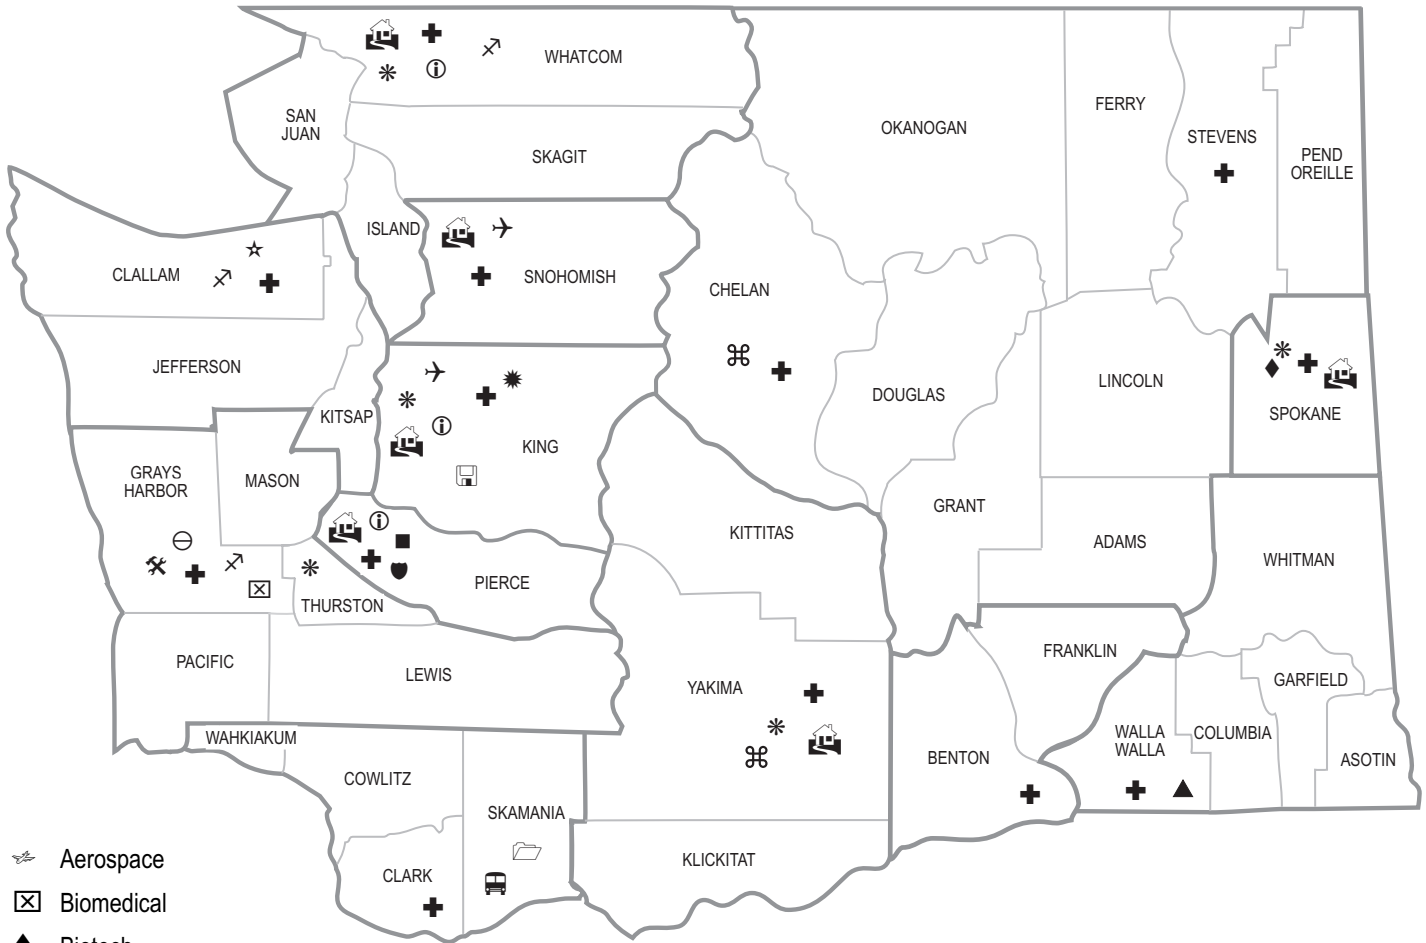 WHATCOM
SAN
JUAN
SKAGIT
OKANOGAN
FERRY
STEVENS
PEND
OREILLE
ISLAND
CLALLAM
SNOHOMISH
CHELAN
JEFFERSON
KITSAP
KING
DOUGLAS
LINCOLN
SPOKANE
GRAYS
HARBOR
MASON
KITTITAS
GRANT
ADAMS
WHITMAN
PIERCE
THURSTON
PACIFIC
LEWIS
YAKIMA
FRANKLIN
GARFIELD
WAHKIAKUM
COWLITZ
SKAMANIA
BENTON
WALLA
WALLA
COLUMBIA
ASOTIN
CLARK
KLICKITAT
Aerospace
Biomedical
Biotech